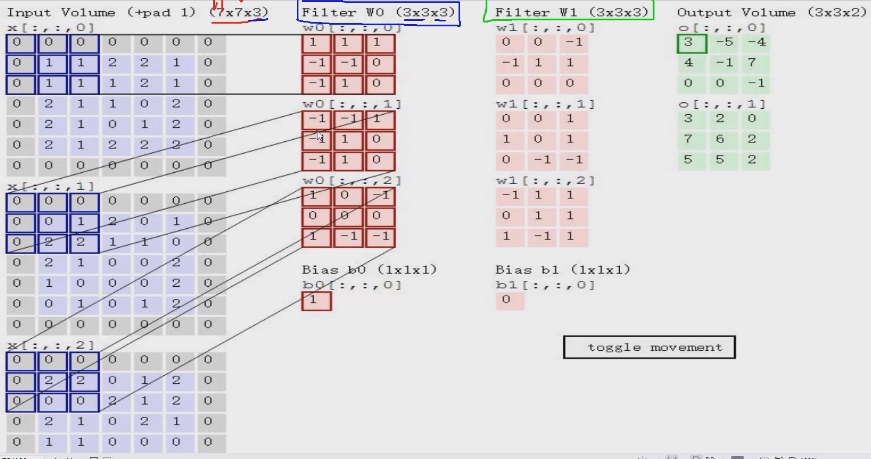 Input Volume (+pad 1) (7x7x3)
x[:,:,0]
0 0 0 0 0 0 0
0 1 1 2 2 1 0
0 1 1 1 2 1 0
0 2 1 1 0 2 0
0 2 1 0 1 2 0
0 2 1 2 2 2 0
0 0 0 0 0 0 0
x[:,:,1]
0 0 0 0 0 0 0
0 0 1 2 0 1 0
0 2 2 1 1 0 0
0 2 1 0 0 2 0
0 1 0 0 0 2 0
0 0 1 0 1 2 0
0 0 0 0 0 0 0
x[:,:,2]
0 0 0 0 0 0 0
0 2 2 0 1 2 0
0 0 0 2 1 2 0
0 2 1 0 2 1 0
0 1 1 0 0 0 0
Filter W0 (3x3x3)
w0[:,:,0]
1 1 1
-1 -1 0
-1 1 0
w0[:,:,1]
-1 -1 1
-1 1 0
-1 1 0
w0[:,:,2]
1 0 -1
0 0 0
1 -1 -1
Bias b0 (1x1x1)
b0[:,:,0]
1
Filter W1 (3x3x3)
w1[:,:,0]
0 0 -1
1 -1 1
0 0 0
w1[:,:,1]
0 0 1
1 0 1
0 -1 -1
w1[:,:,2]
-1 1 1
0 1 1
1 -1 1
Bias b1 (1x1x1)
b1[:,:,0]
0
Output Volume (3x3x2)
o[:,:,0]
3 -5 -4
4 -1 7
0 0 -1
o[:,:,1]
3 2 0
7 6 2
5 5 2
toggle movement